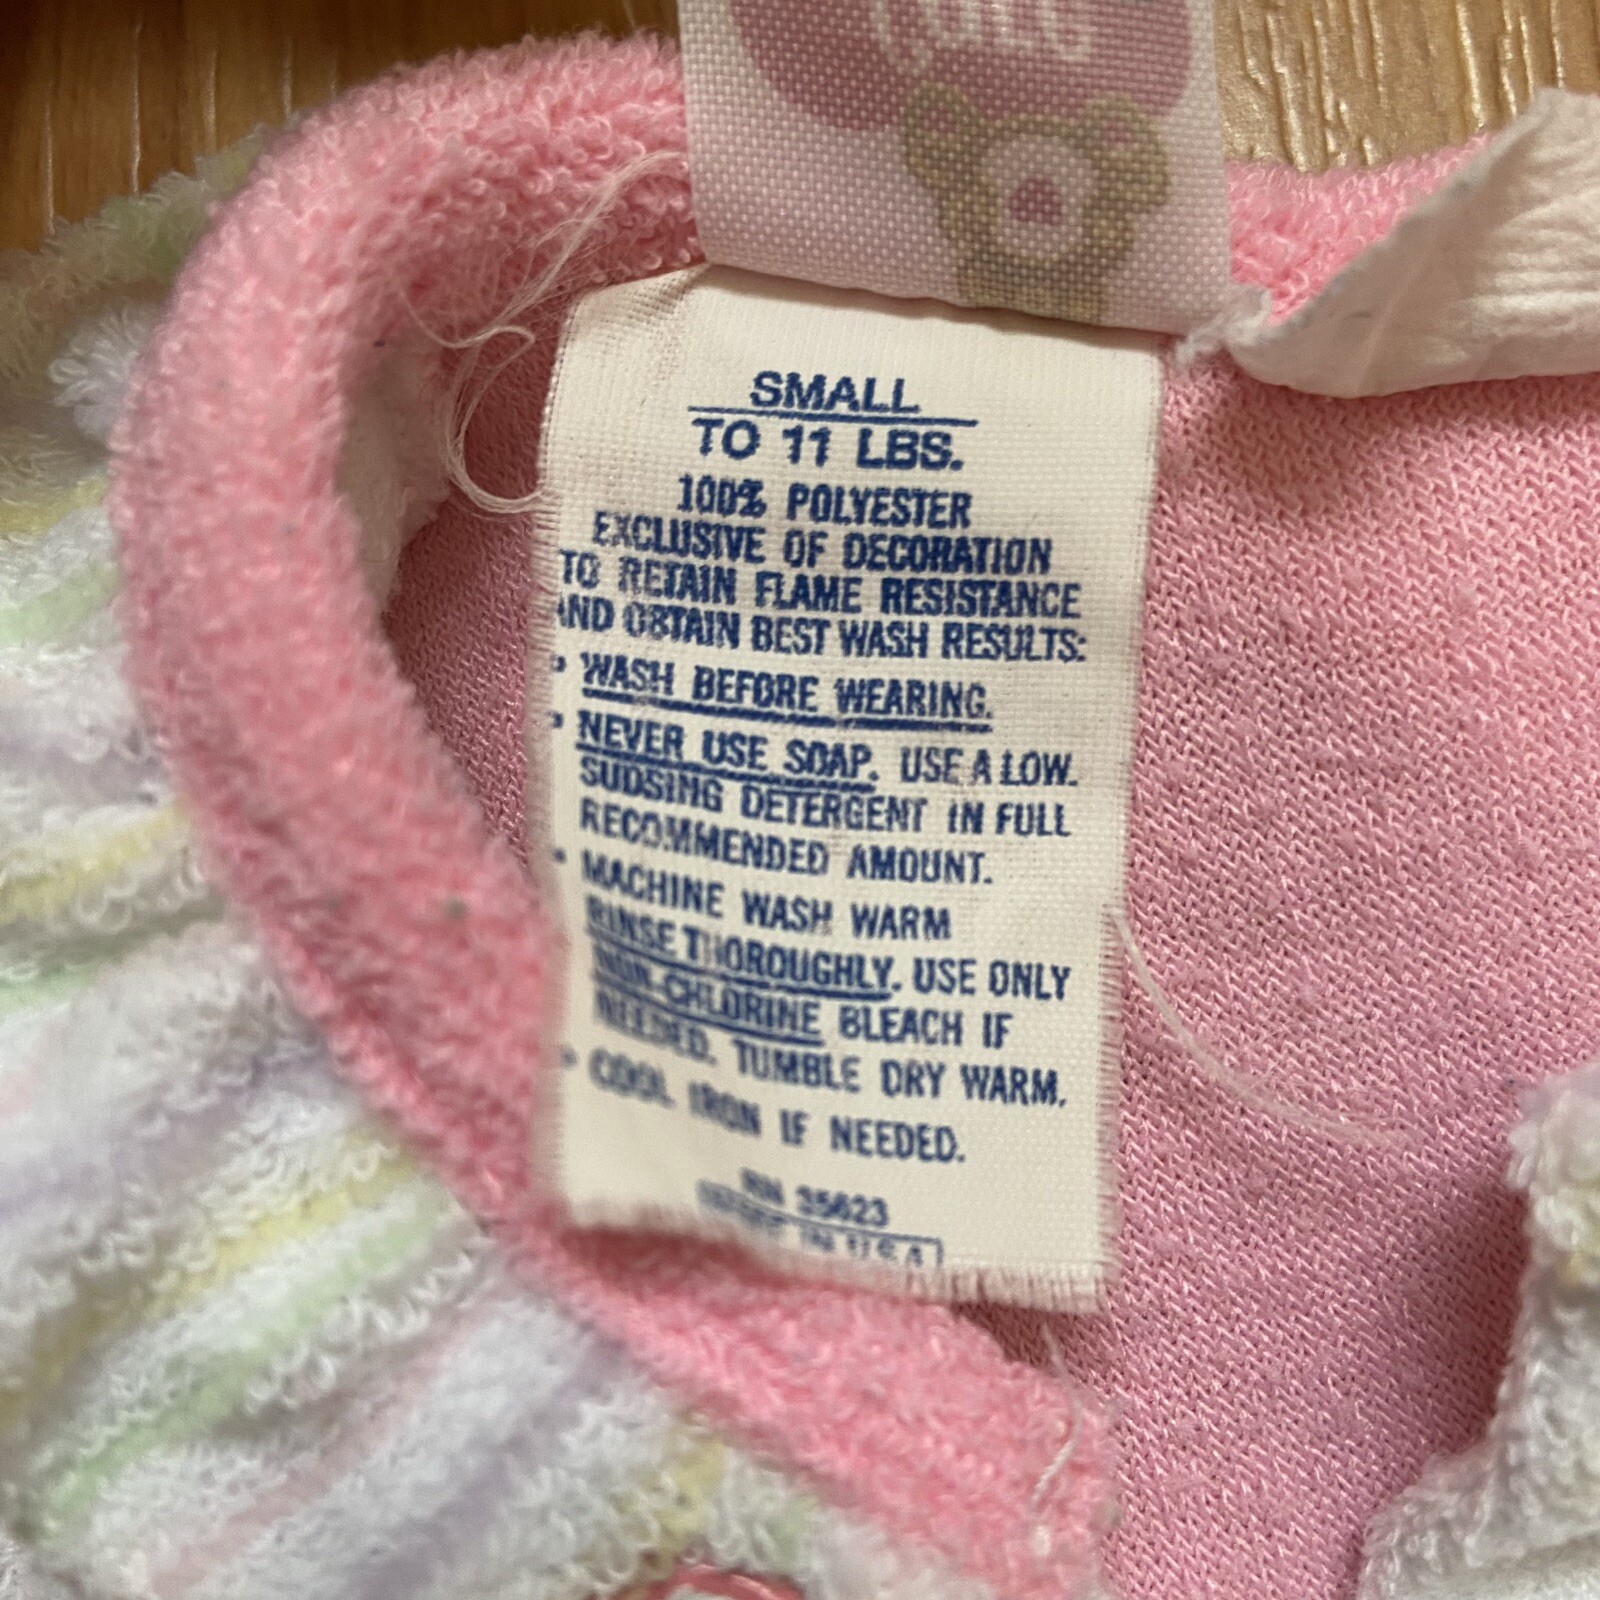 SMALL
TO 11 LBS.
100% POLYESTER
EXCLUSIVE OF DECORATION
TO RETAIN FLAME RESISTANCE
AND OBTAIN BEST WASH RESULTS:
• WASH BEFORE WEARING.
• NEVER USE SOAP. USE A LOW.
SUDSING DETERGENT IN FULL
RECOMMENDED AMOUNT.
• MACHINE WASH WARM
RINSE THOROUGHLY. USE ONLY
NON-CHLORINE BLEACH IF
NEEDED. TUMBLE DRY WARM.
• COOL IRON IF NEEDED.
RN 35623
IN U.S.A.